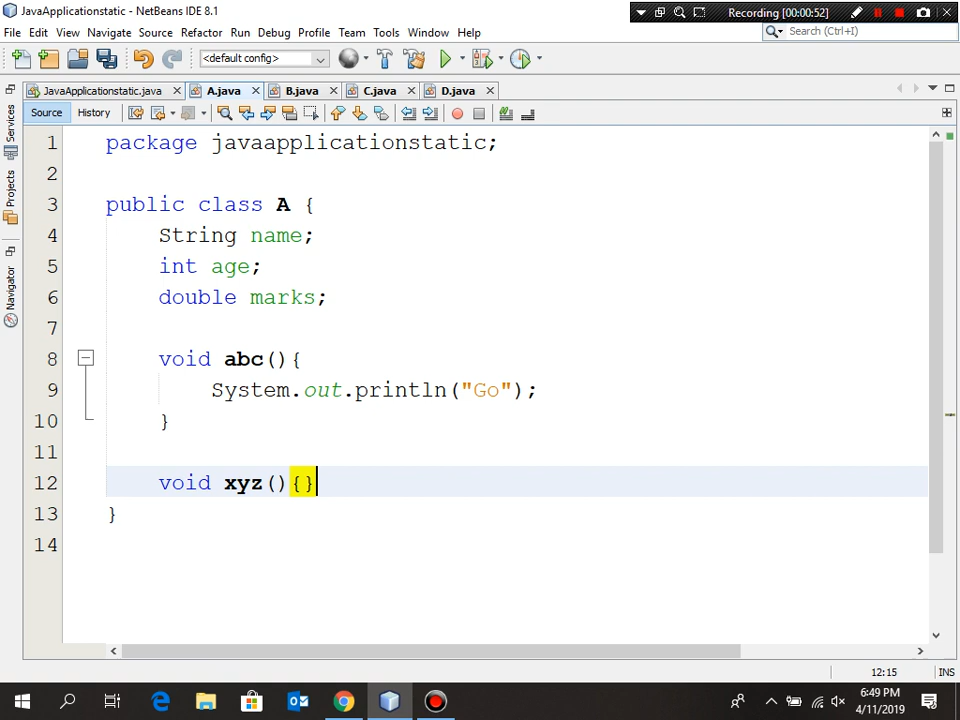 JavaApplicationstatic - NetBeans IDE 8.1
Recording [00:00:52]
File Edit View Navigate Source Refactor Run Debug Profile Team Tools Window Help
Search (Ctrl+I)
<default config>
JavaApplicationstatic.java A.java B.java C.java D.java
Source History
Services
Projects
Navigator
1 package javaapplicationstatic;
2
3 public class A {
4 String name;
5 int age;
6 double marks;
7
8 void abc(){
9 System.out.println("Go");
10 }
11
12 void xyz(){}
13 }
14
12:15 INS
6:49 PM
4/11/2019